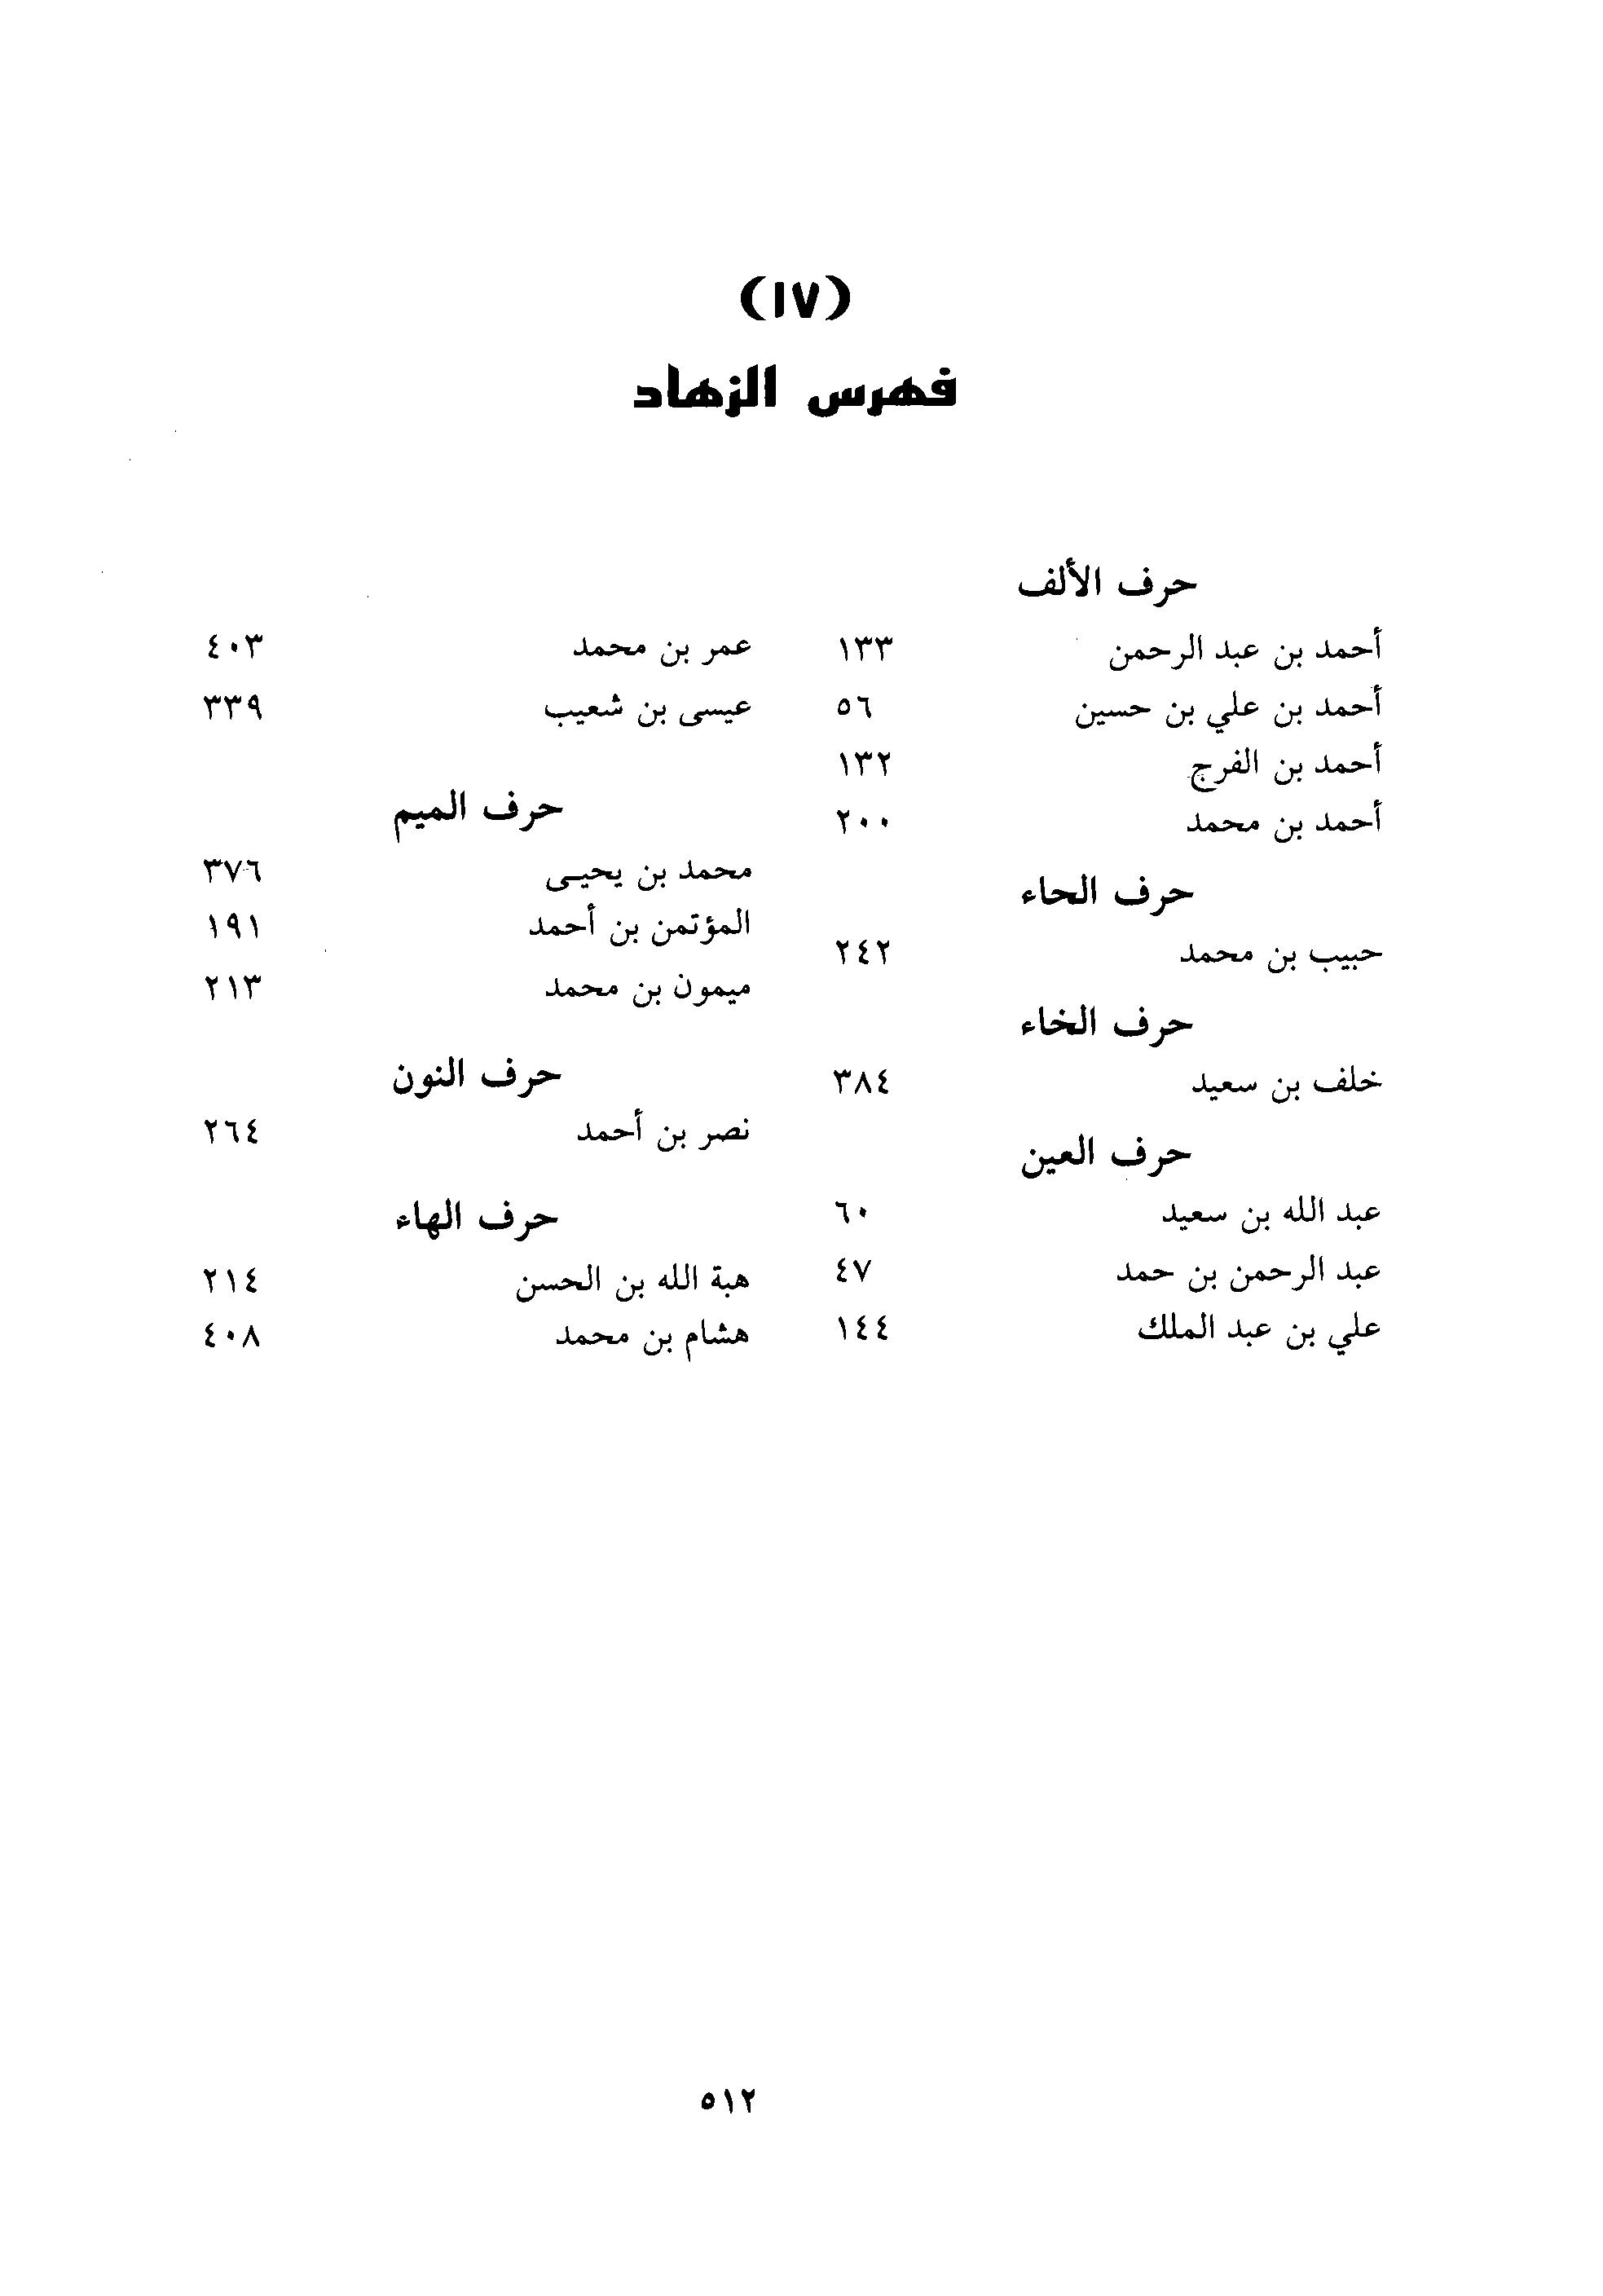 (١٧)
فهرس الزهاد
حرف الألف
أحمد بن عبد الرحمن ١٣٣
أحمد بن علي بن حسين ٥٦
أحمد بن الفرج ١٣٢
أحمد بن محمد ٢٠٠
حرف الحاء
حبيب بن محمد ٢٤٢
حرف الخاء
خلف بن سعيد ٣٨٤
حرف العين
عبد الله بن سعيد ٦٠
عبد الرحمن بن حمد ٤٧
علي بن عبد الملك ١٤٤
عمر بن محمد ٤٠٣
عيسى بن شعيب ٣٣٩
حرف الميم
محمد بن يحيى ٣٧٦
المؤتمن بن أحمد ١٩١
ميمون بن محمد ٢١٣
حرف النون
نصر بن أحمد ٢٦٤
حرف الهاء
هبة الله بن الحسن ٢١٤
هشام بن محمد ٤٠٨
٥١٢